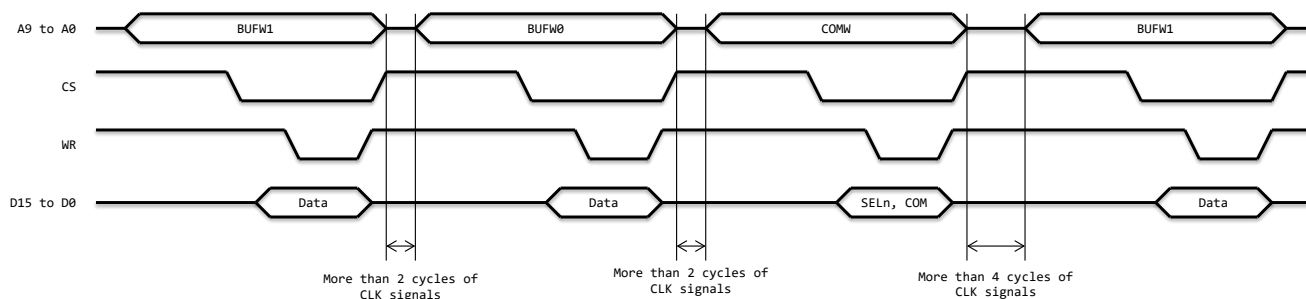 A9 to A0
BUFW1
BUFW0
COMW
BUFW1
CS
WR
D15 to D0
Data
Data
SELn, COM
Data
More than 2 cycles of
CLK signals
More than 2 cycles of
CLK signals
More than 4 cycles of
CLK signals